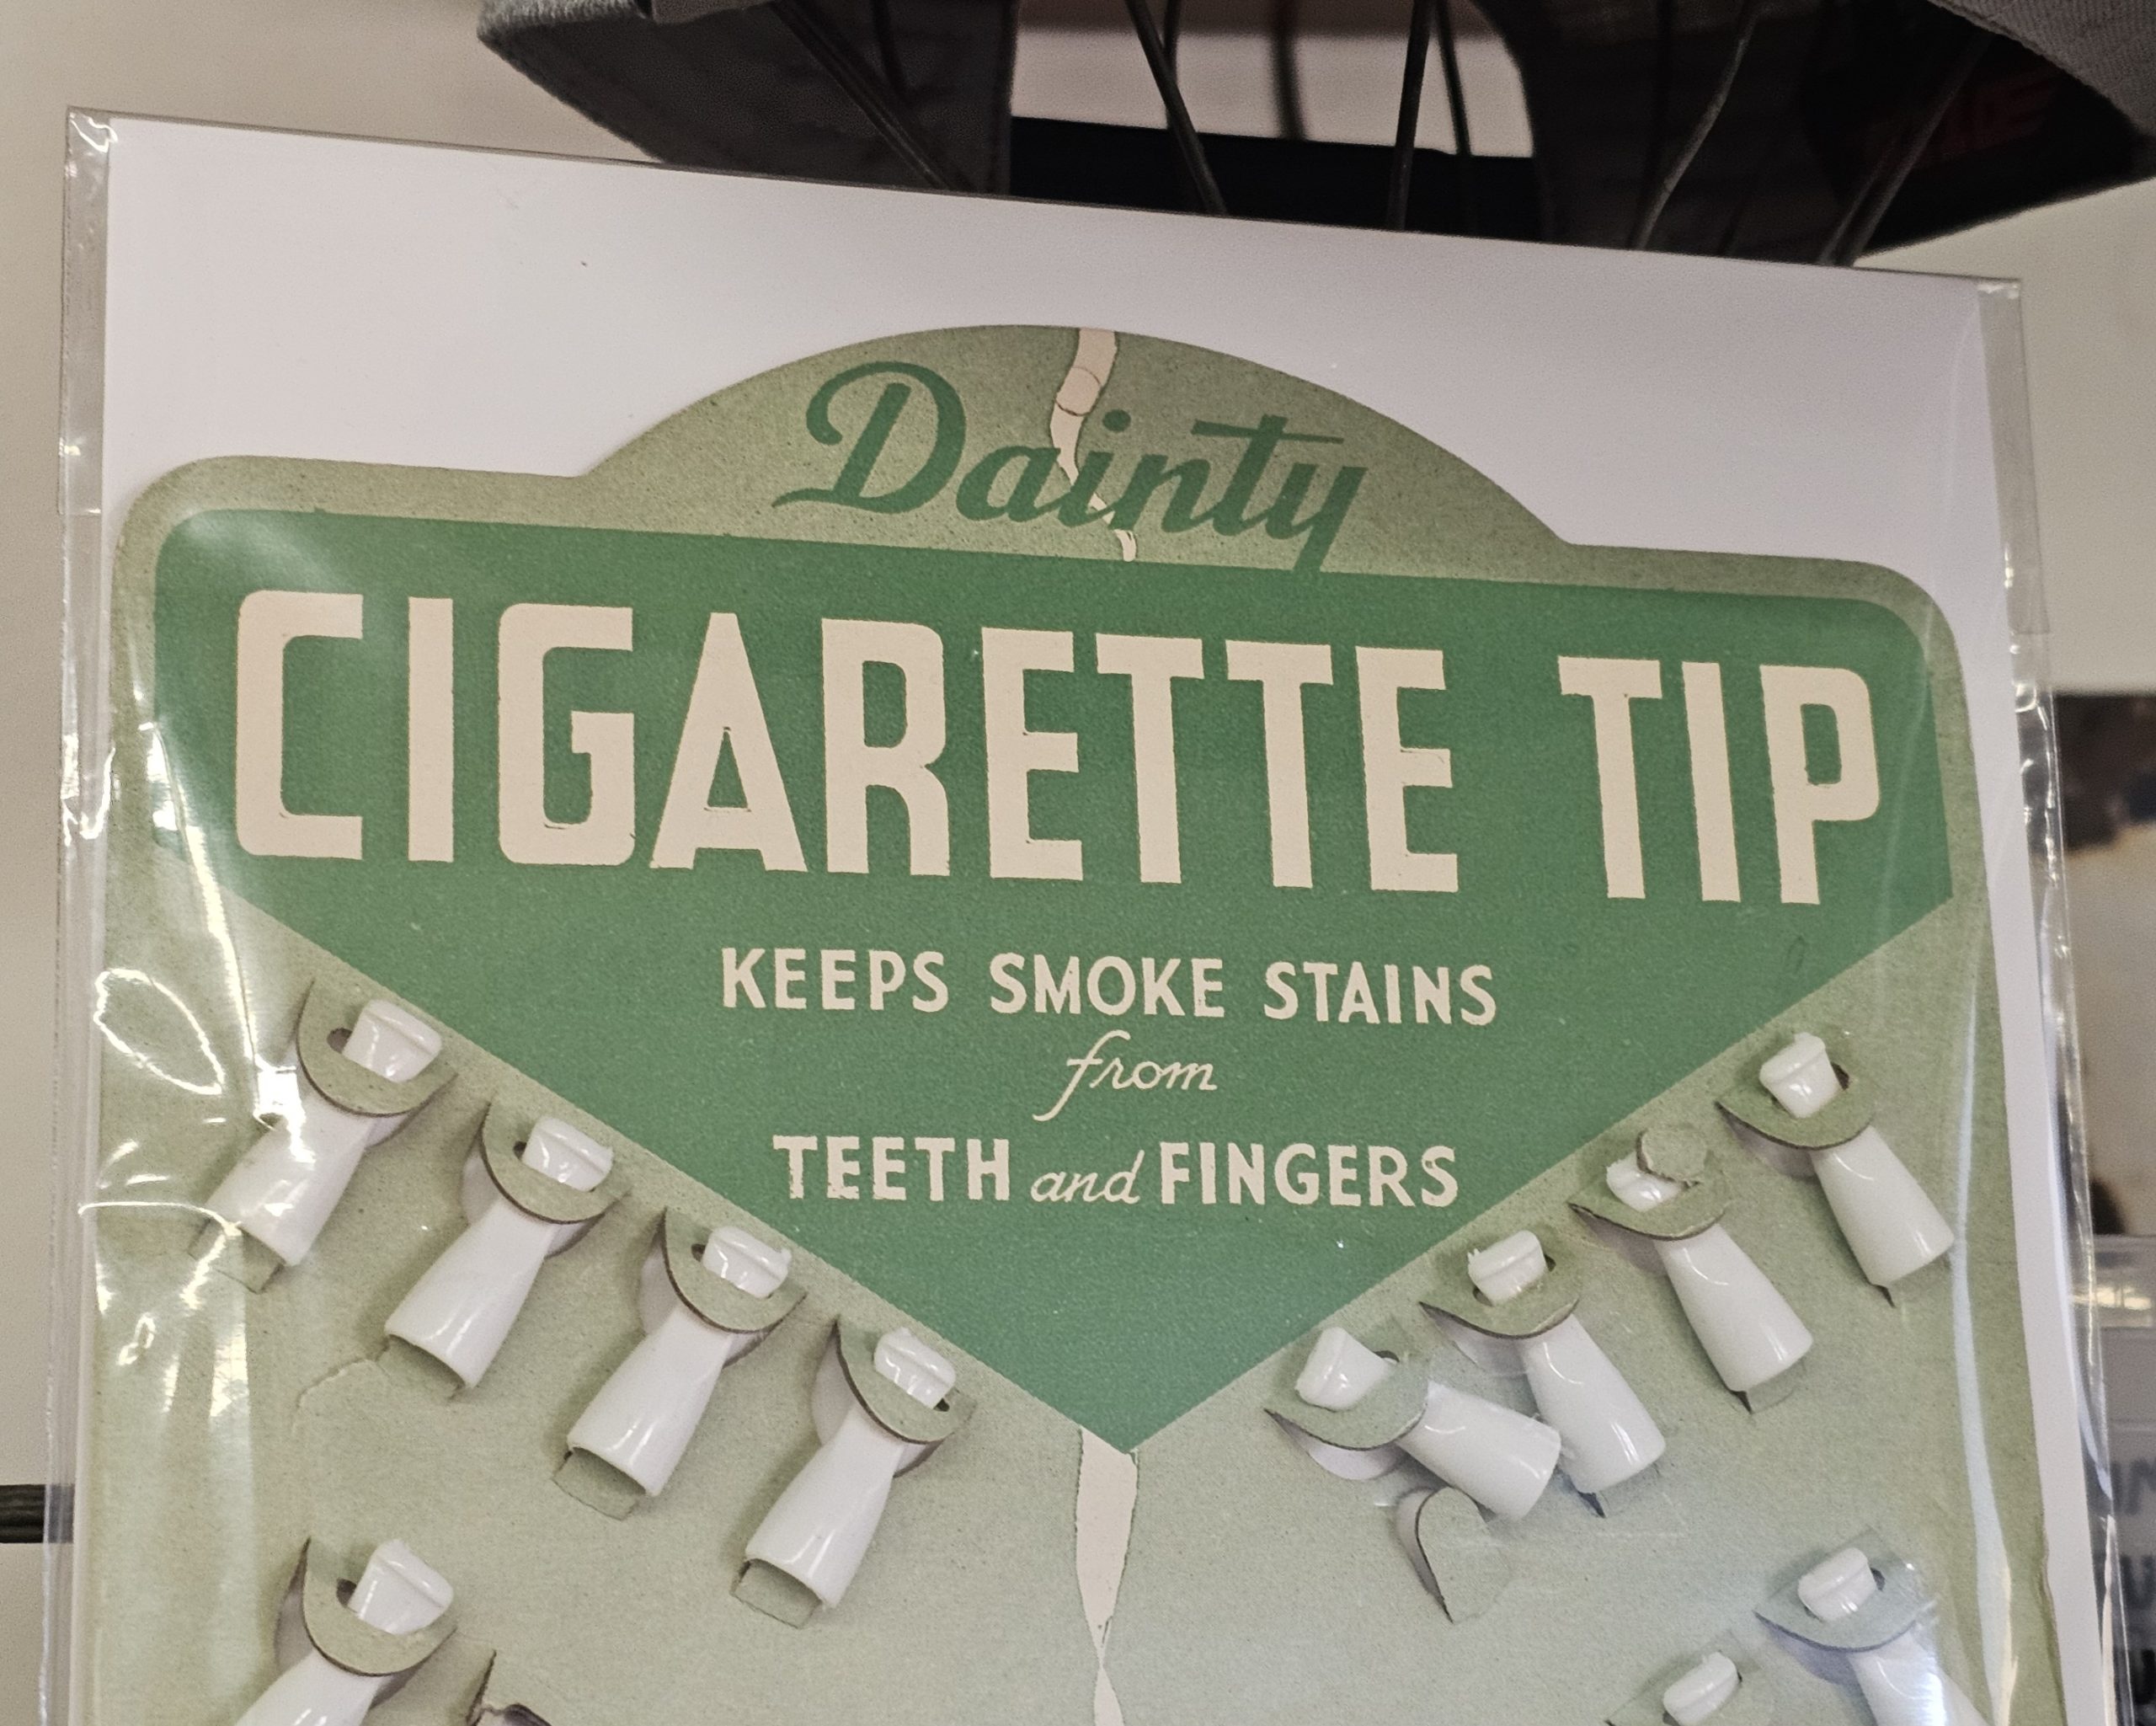 Dainty
CIGARETTE TIP
KEEPS SMOKE STAINS
from
TEETH and FINGERS